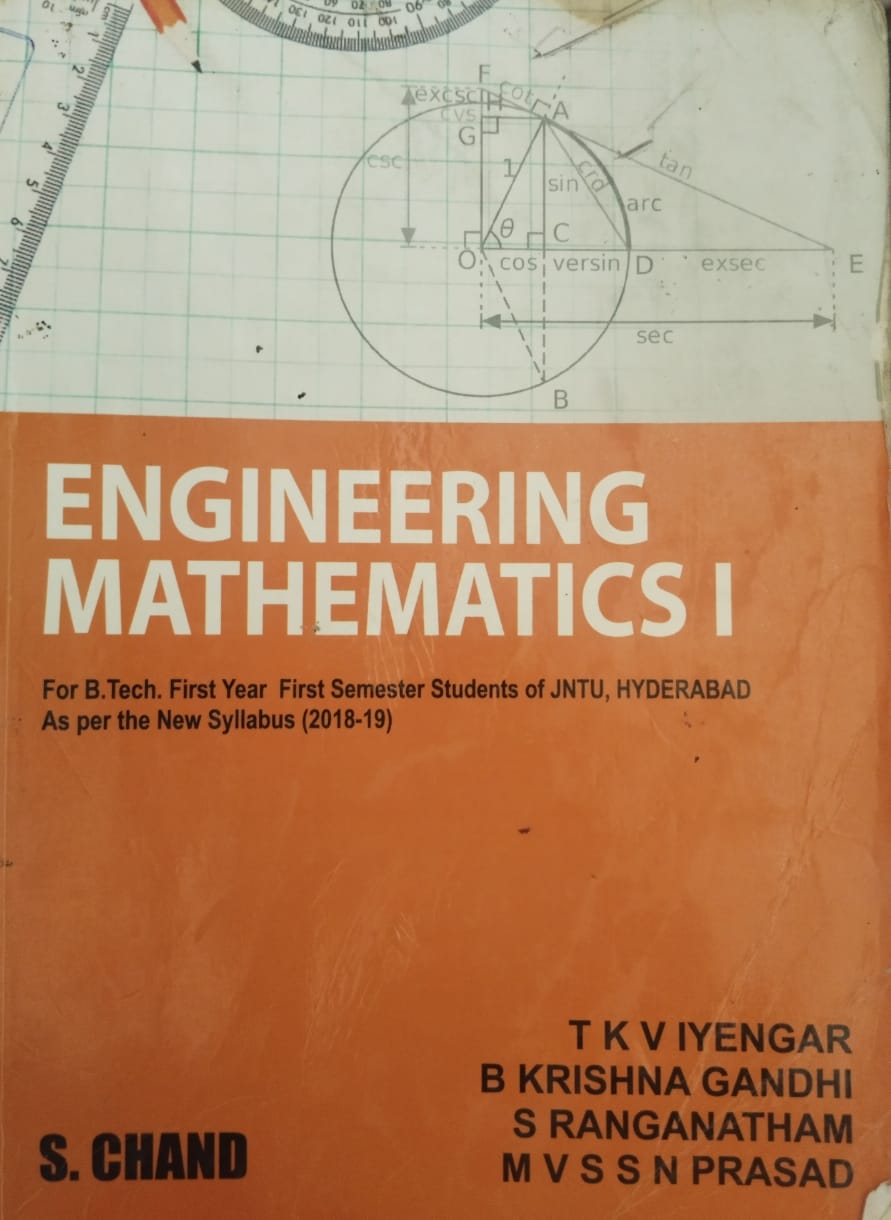 F
excsc
H
cot
A
cvs
G
csc
1
sin
crd
tan
arc
θ
C
O
cos
versin
D
exsec
E
sec
B
ENGINEERING
MATHEMATICS I
For B.Tech. First Year First Semester Students of JNTU, HYDERABAD
As per the New Syllabus (2018-19)
T K V IYENGAR
B KRISHNA GANDHI
S RANGANATHAM
S. CHAND
M V S S N PRASAD